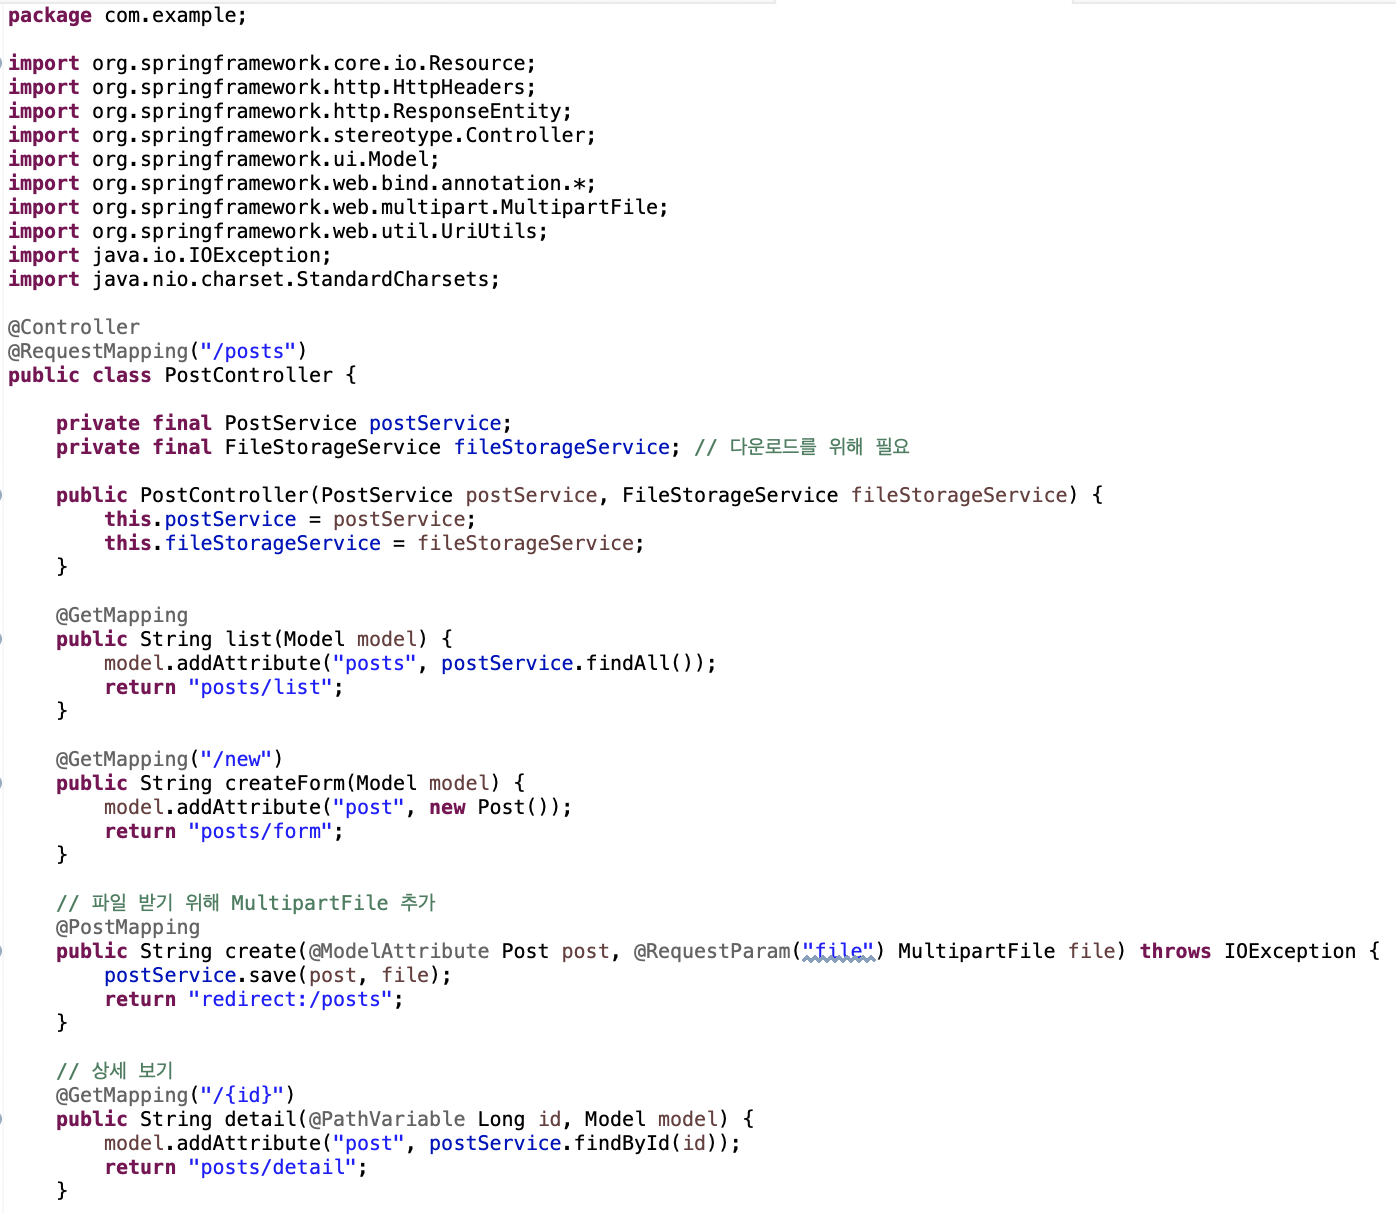 package com.example;
import org.springframework.core.io.Resource;
import org.springframework.http.HttpHeaders;
import org.springframework.http.ResponseEntity;
import org.springframework.stereotype.Controller;
import org.springframework.ui.Model;
import org.springframework.web.bind.annotation.*;
import org.springframework.web.multipart.MultipartFile;
import org.springframework.web.util.UriUtils;
import java.io.IOException;
import java.nio.charset.StandardCharsets;
@Controller
@RequestMapping("/posts")
public class PostController {
    private final PostService postService;
    private final FileStorageService fileStorageService; // 다운로드를 위해 필요
    public PostController(PostService postService, FileStorageService fileStorageService) {
        this.postService = postService;
        this.fileStorageService = fileStorageService;
    }
    @GetMapping
    public String list(Model model) {
        model.addAttribute("posts", postService.findAll());
        return "posts/list";
    }
    @GetMapping("/new")
    public String createForm(Model model) {
        model.addAttribute("post", new Post());
        return "posts/form";
    }
    // 파일 받기 위해 MultipartFile 추가
    @PostMapping
    public String create(@ModelAttribute Post post, @RequestParam("file") MultipartFile file) throws IOException {
        postService.save(post, file);
        return "redirect:/posts";
    }
    // 상세 보기
    @GetMapping("/{id}")
    public String detail(@PathVariable Long id, Model model) {
        model.addAttribute("post", postService.findById(id));
        return "posts/detail";
    }